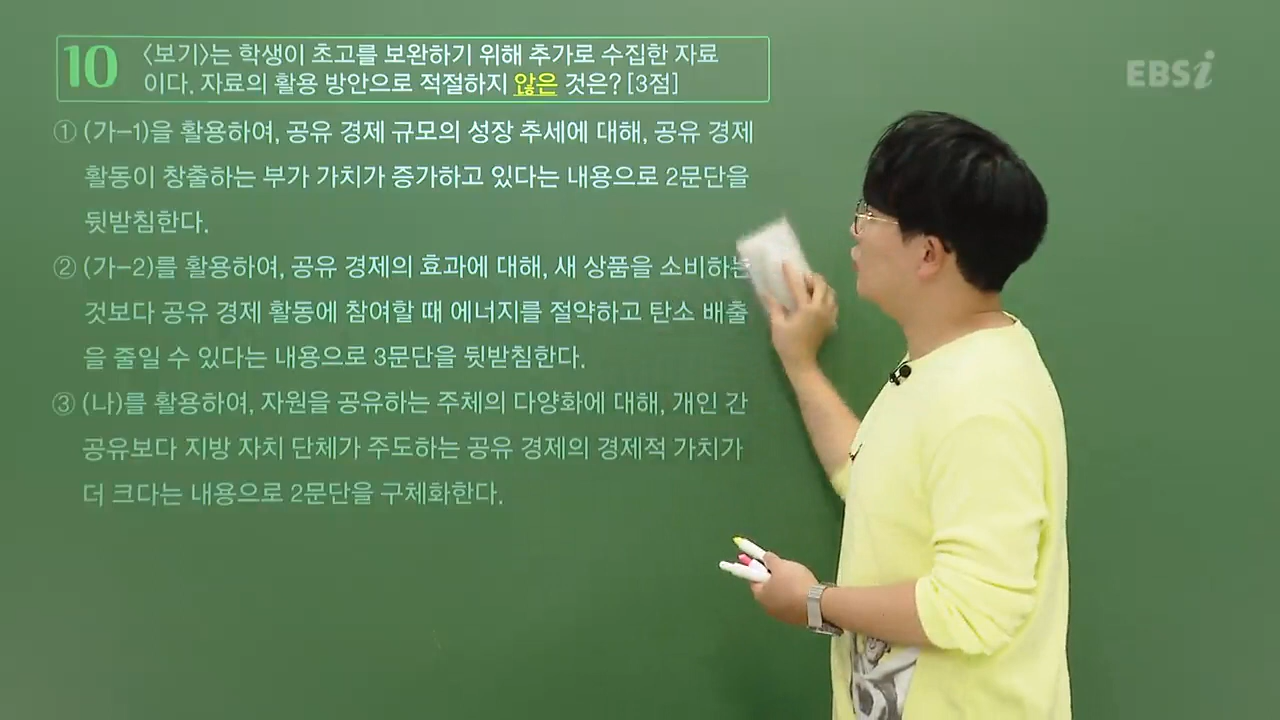 10 〈보기〉는 학생이 초고를 보완하기 위해 추가로 수집한 자료
이다. 자료의 활용 방안으로 적절하지 않은 것은? [3점]
EBSi
① (가-1)을 활용하여, 공유 경제 규모의 성장 추세에 대해, 공유 경제
활동이 창출하는 부가 가치가 증가하고 있다는 내용으로 2문단을
뒷받침한다.
② (가-2)를 활용하여, 공유 경제의 효과에 대해, 새 상품을 소비하는
것보다 공유 경제 활동에 참여할 때 에너지를 절약하고 탄소 배출
을 줄일 수 있다는 내용으로 3문단을 뒷받침한다.
③ (나)를 활용하여, 자원을 공유하는 주체의 다양화에 대해, 개인 간
공유보다 지방 자치 단체가 주도하는 공유 경제의 경제적 가치가
더 크다는 내용으로 2문단을 구체화한다.